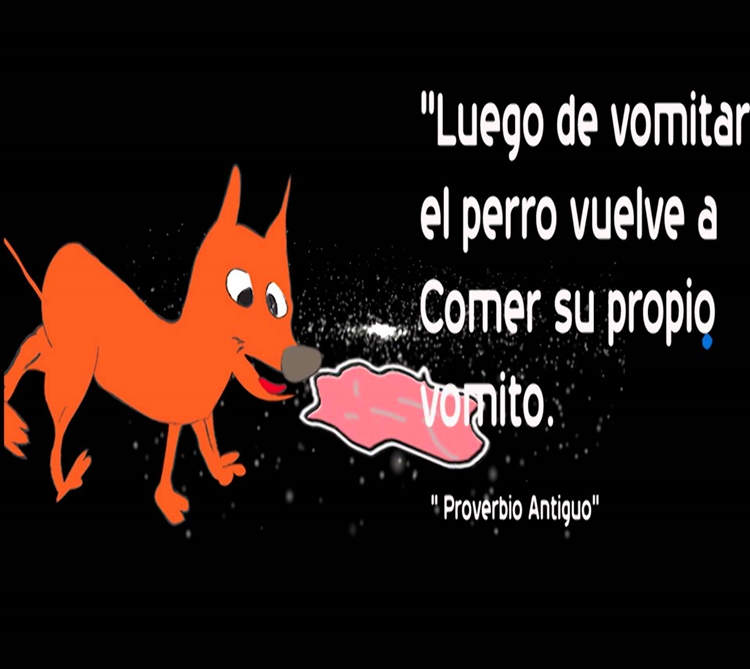 "Luego de vomitar
el perro vuelve a
Comer su propio
vomito.
" Proverbio Antiguo"